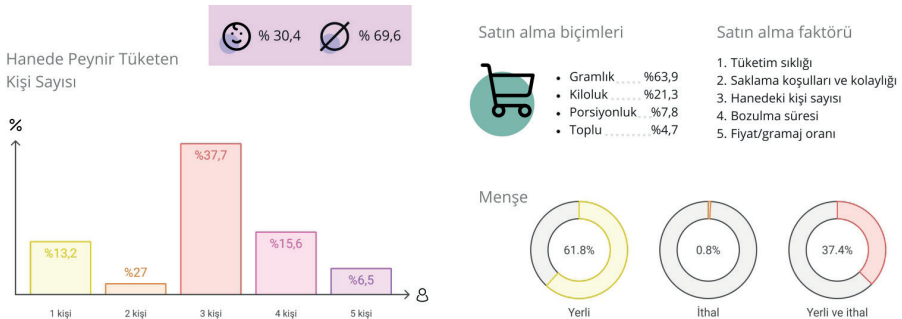 % 30,4
% 69,6
Hanede Peynir Tüketen
Kişi Sayısı
%
%13,2
%27
%37,7
%15,6
%6,5
1 kişi
2 kişi
3 kişi
4 kişi
5 kişi
Satın alma biçimleri
• Gramlık ..... %63,9
• Kiloluk ...... %21,3
• Porsiyonluk .. %7,8
• Toplu ........ %4,7
Satın alma faktörü
1. Tüketim sıklığı
2. Saklama koşulları ve kolaylığı
3. Hanedeki kişi sayısı
4. Bozulma süresi
5. Fiyat/gramaj oranı
Menşe
61.8%
0.8%
37.4%
Yerli
İthal
Yerli ve ithal